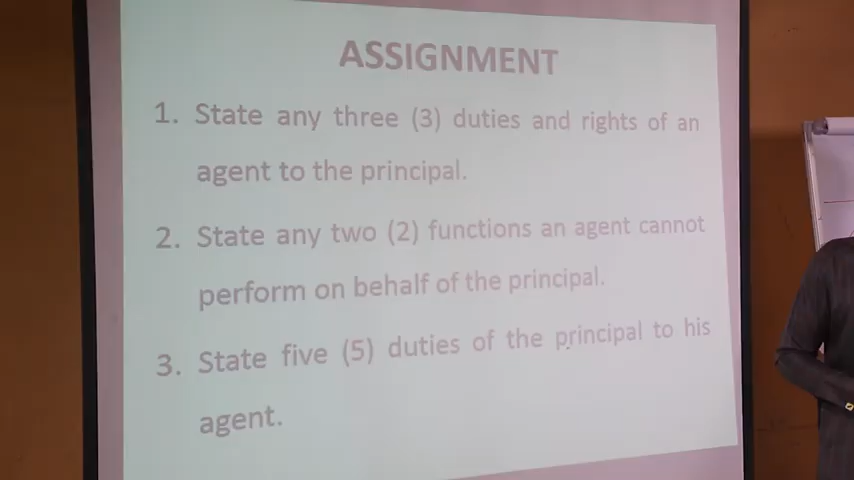 ASSIGNMENT
1. State any three (3) duties and rights of an
agent to the principal.
2. State any two (2) functions an agent cannot
perform on behalf of the principal.
3. State five (5) duties of the principal to his
agent.